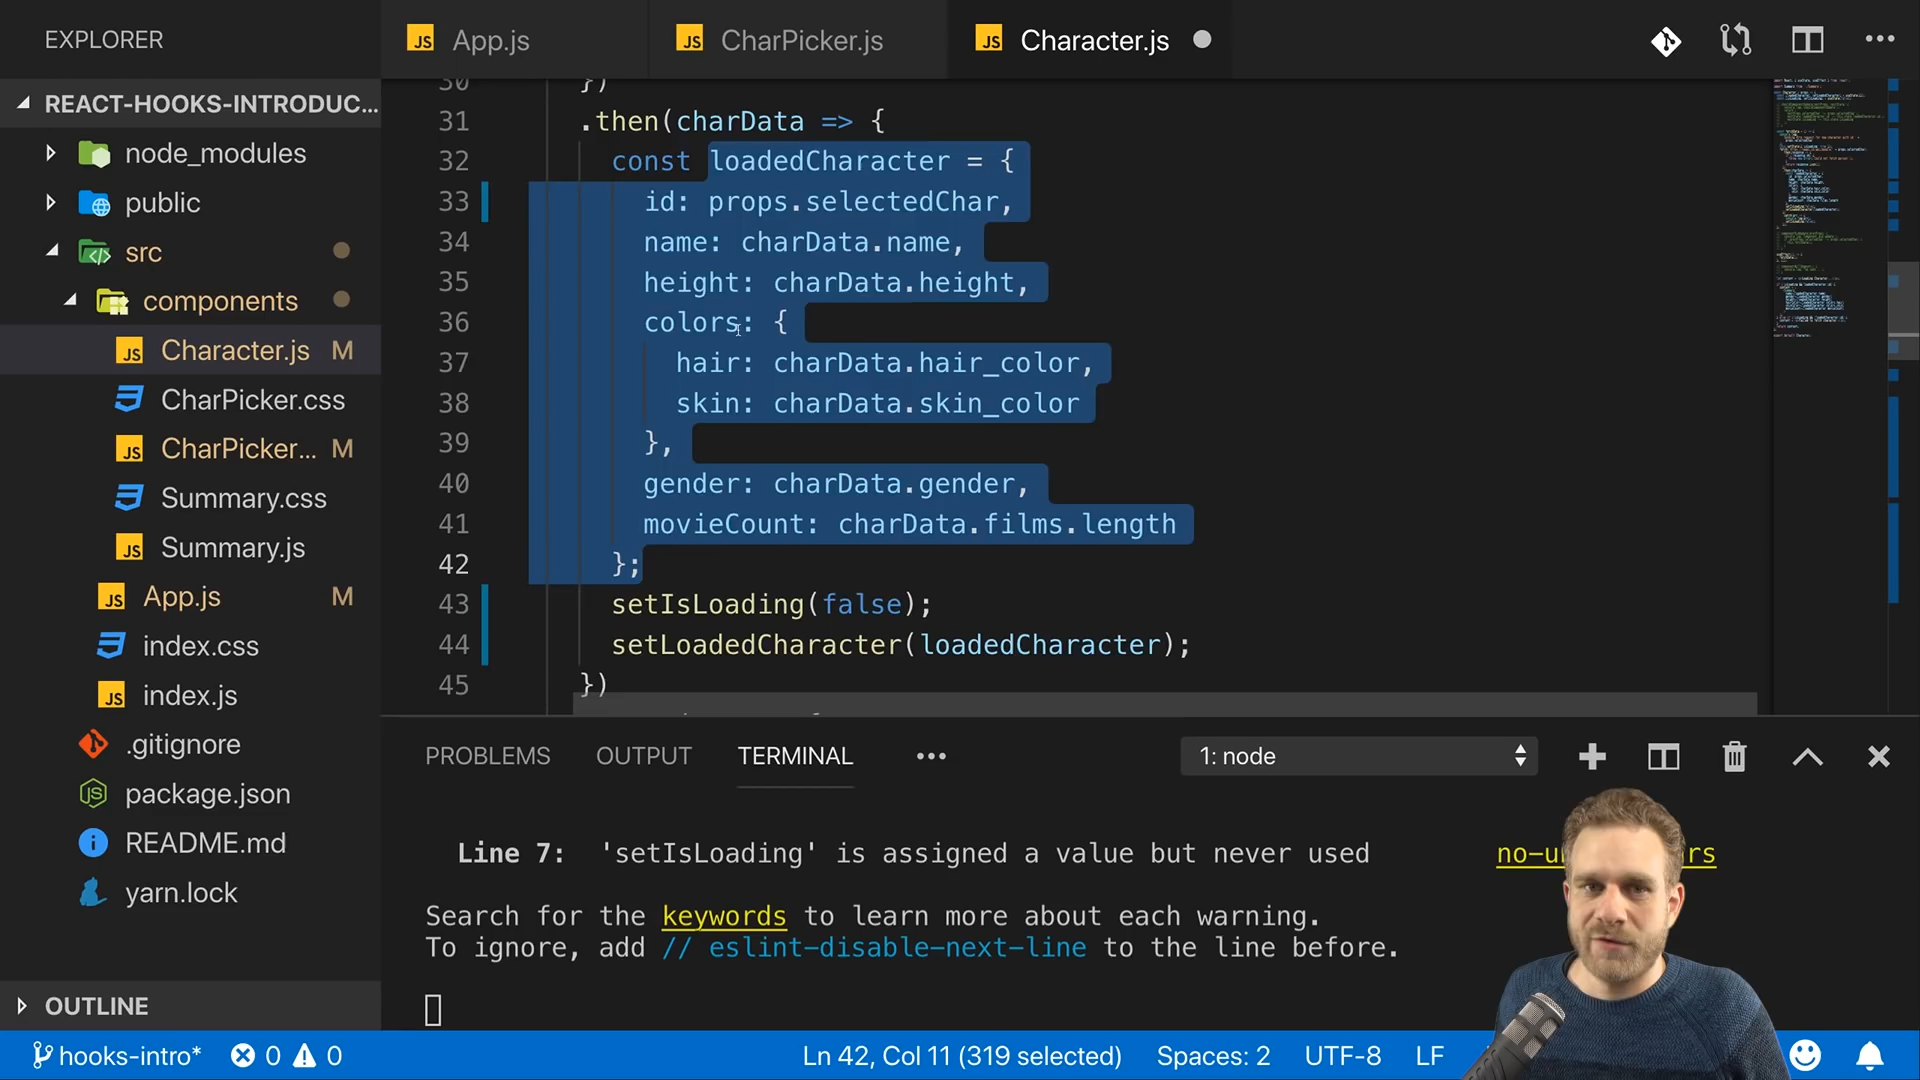 EXPLORER
JS App.js
JS CharPicker.js
JS Character.js
REACT-HOOKS-INTRODUC...
node_modules
public
src
components
JS Character.js M
CharPicker.css
JS CharPicker... M
Summary.css
JS Summary.js
JS App.js M
index.css
JS index.js
.gitignore
package.json
README.md
yarn.lock
OUTLINE
30 })
31 .then(charData => {
32 const loadedCharacter = {
33 id: props.selectedChar,
34 name: charData.name,
35 height: charData.height,
36 colors: {
37 hair: charData.hair_color,
38 skin: charData.skin_color
39 },
40 gender: charData.gender,
41 movieCount: charData.films.length
42 };
43 setIsLoading(false);
44 setLoadedCharacter(loadedCharacter);
45 })
PROBLEMS OUTPUT TERMINAL ... 1: node
Line 7: 'setIsLoading' is assigned a value but never used
Search for the keywords to learn more about each warning.
To ignore, add // eslint-disable-next-line to the line before.
hooks-intro* 0 0 Ln 42, Col 11 (319 selected) Spaces: 2 UTF-8 LF